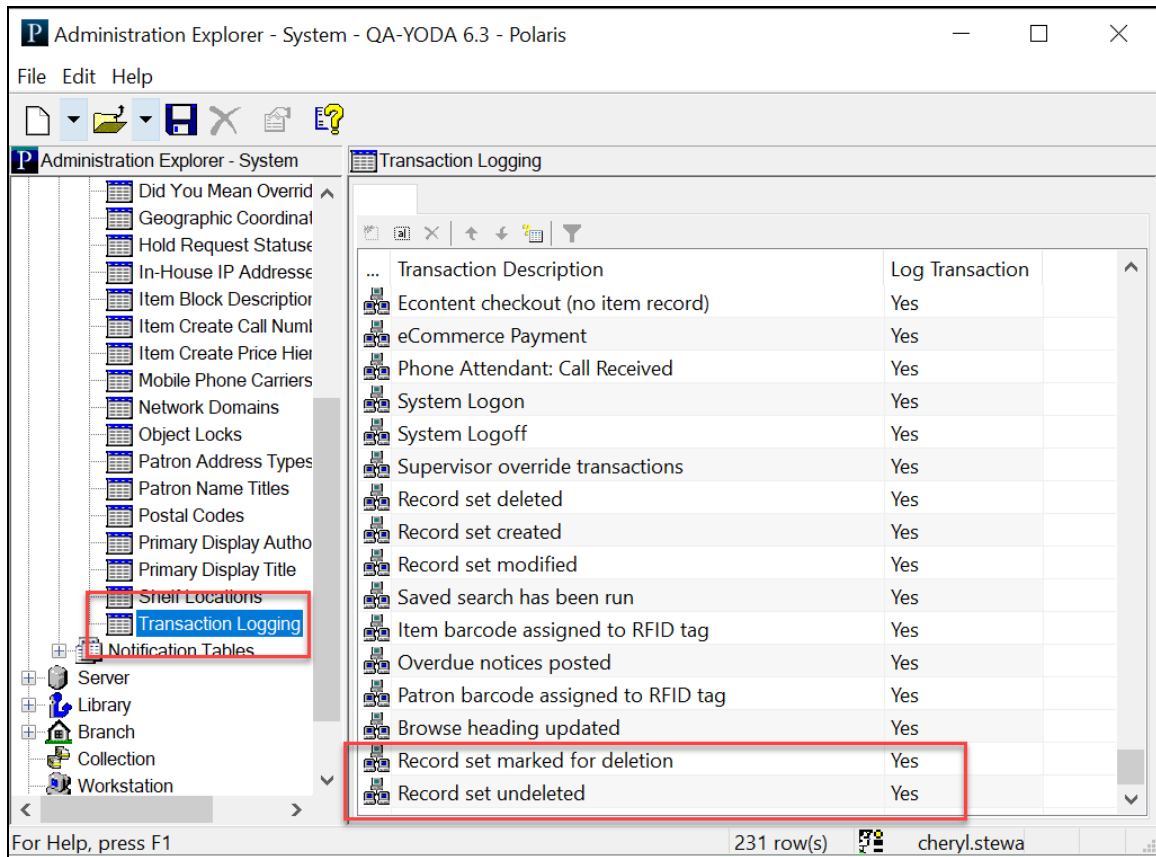 Administration Explorer - System - QA-YODA 6.3 - Polaris
File Edit Help
Administration Explorer - System
Did You Mean Overrid
Geographic Coordinat
Hold Request Statuse
In-House IP Addresse
Item Block Description
Item Create Call Numb
Item Create Price Hier
Mobile Phone Carriers
Network Domains
Object Locks
Patron Address Types
Patron Name Titles
Postal Codes
Primary Display Autho
Primary Display Title
Shelf Locations
Transaction Logging
Notification Tables
Server
Library
Branch
Collection
Workstation
Transaction Logging
... Transaction Description Log Transaction
Econtent checkout (no item record) Yes
eCommerce Payment Yes
Phone Attendant: Call Received Yes
System Logon Yes
System Logoff Yes
Supervisor override transactions Yes
Record set deleted Yes
Record set created Yes
Record set modified Yes
Saved search has been run Yes
Item barcode assigned to RFID tag Yes
Overdue notices posted Yes
Patron barcode assigned to RFID tag Yes
Browse heading updated Yes
Record set marked for deletion Yes
Record set undeleted Yes
For Help, press F1 231 row(s) cheryl.stewa